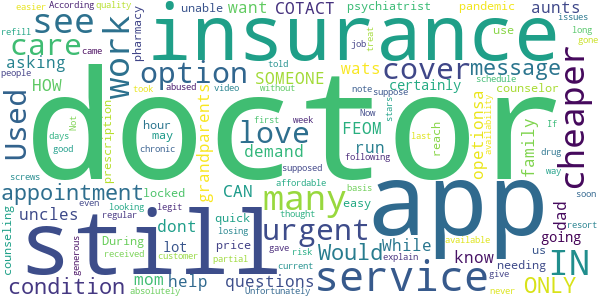 unable psychiatrist pandemic easier quality According
see insurance COTACT want aunts
care asking pharmacy use came issues
refill people told job treat
work option SOMEONE cover message
HOW wats certainly counselor
video without note suppose
Used prescription grandparents love FEOM run schedule
took abused stars Now
doctor
hour may first week reach family cheaper
days good chronic demand opetionsa availability If
Not drug way
appointment many CAN affordable basis last soon
even looking locked supposed following
uncles dont quick easy dad gone
screws regular legit losing thought price
still urgent app
counseling During received lot gave risk While going resort
generous partial current Would know us long
customer explain needing IN
condition mom help questions service available give ONLY
absolutely Unfortunately never